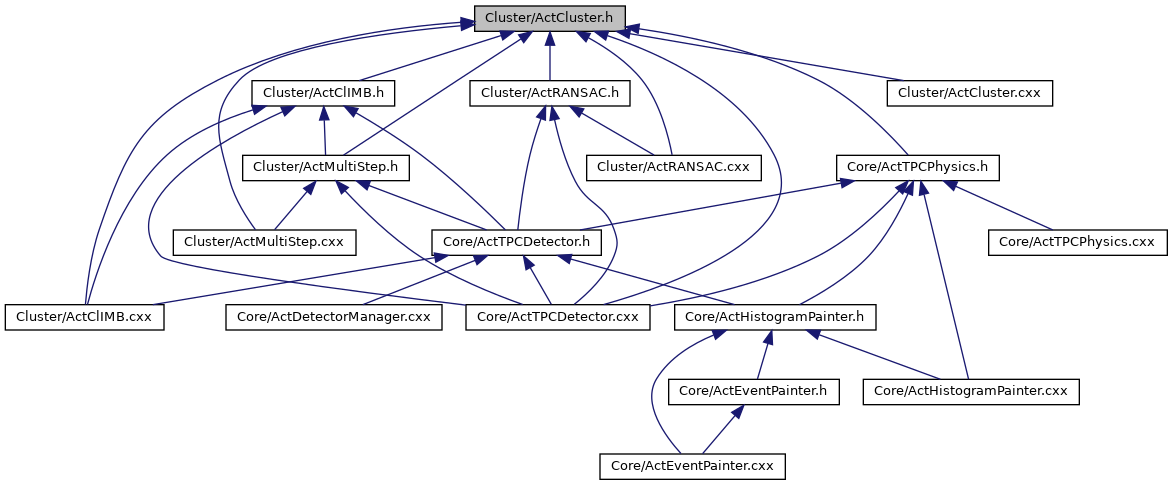 Cluster/ActCluster.h
Cluster/ActClIMB.h
Cluster/ActRANSAC.h
Cluster/ActCluster.cxx
Cluster/ActMultiStep.h
Cluster/ActRANSAC.cxx
Core/ActTPCPhysics.h
Cluster/ActMultiStep.cxx
Core/ActTPCDetector.h
Core/ActTPCPhysics.cxx
Cluster/ActClIMB.cxx
Core/ActDetectorManager.cxx
Core/ActTPCDetector.cxx
Core/ActHistogramPainter.h
Core/ActEventPainter.h
Core/ActHistogramPainter.cxx
Core/ActEventPainter.cxx